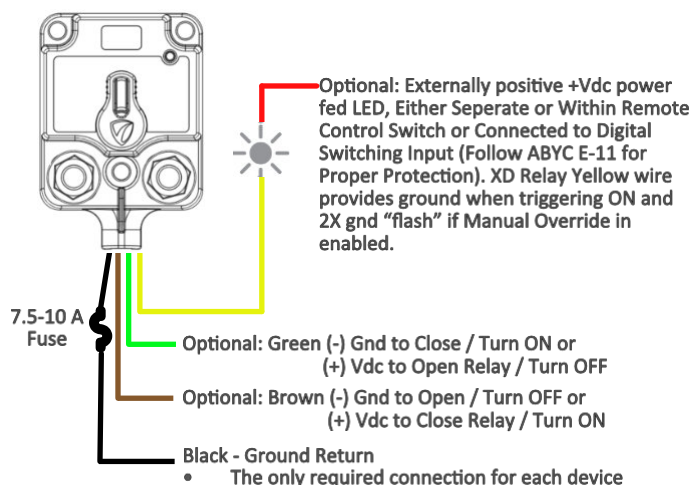 Optional: Externally positive +Vdc power
fed LED, Either Seperate or Within Remote
Control Switch or Connected to Digital
Switching Input (Follow ABYC E-11 for
Proper Protection). XD Relay Yellow wire
provides ground when triggering ON and
2X gnd “flash” if Manual Override in
enabled.
7.5-10 A
Fuse
Optional: Green (-) Gnd to Close / Turn ON or
(+) Vdc to Open Relay / Turn OFF
Optional: Brown (-) Gnd to Open / Turn OFF or
(+) Vdc to Close Relay / Turn ON
Black - Ground Return
• The only required connection for each device